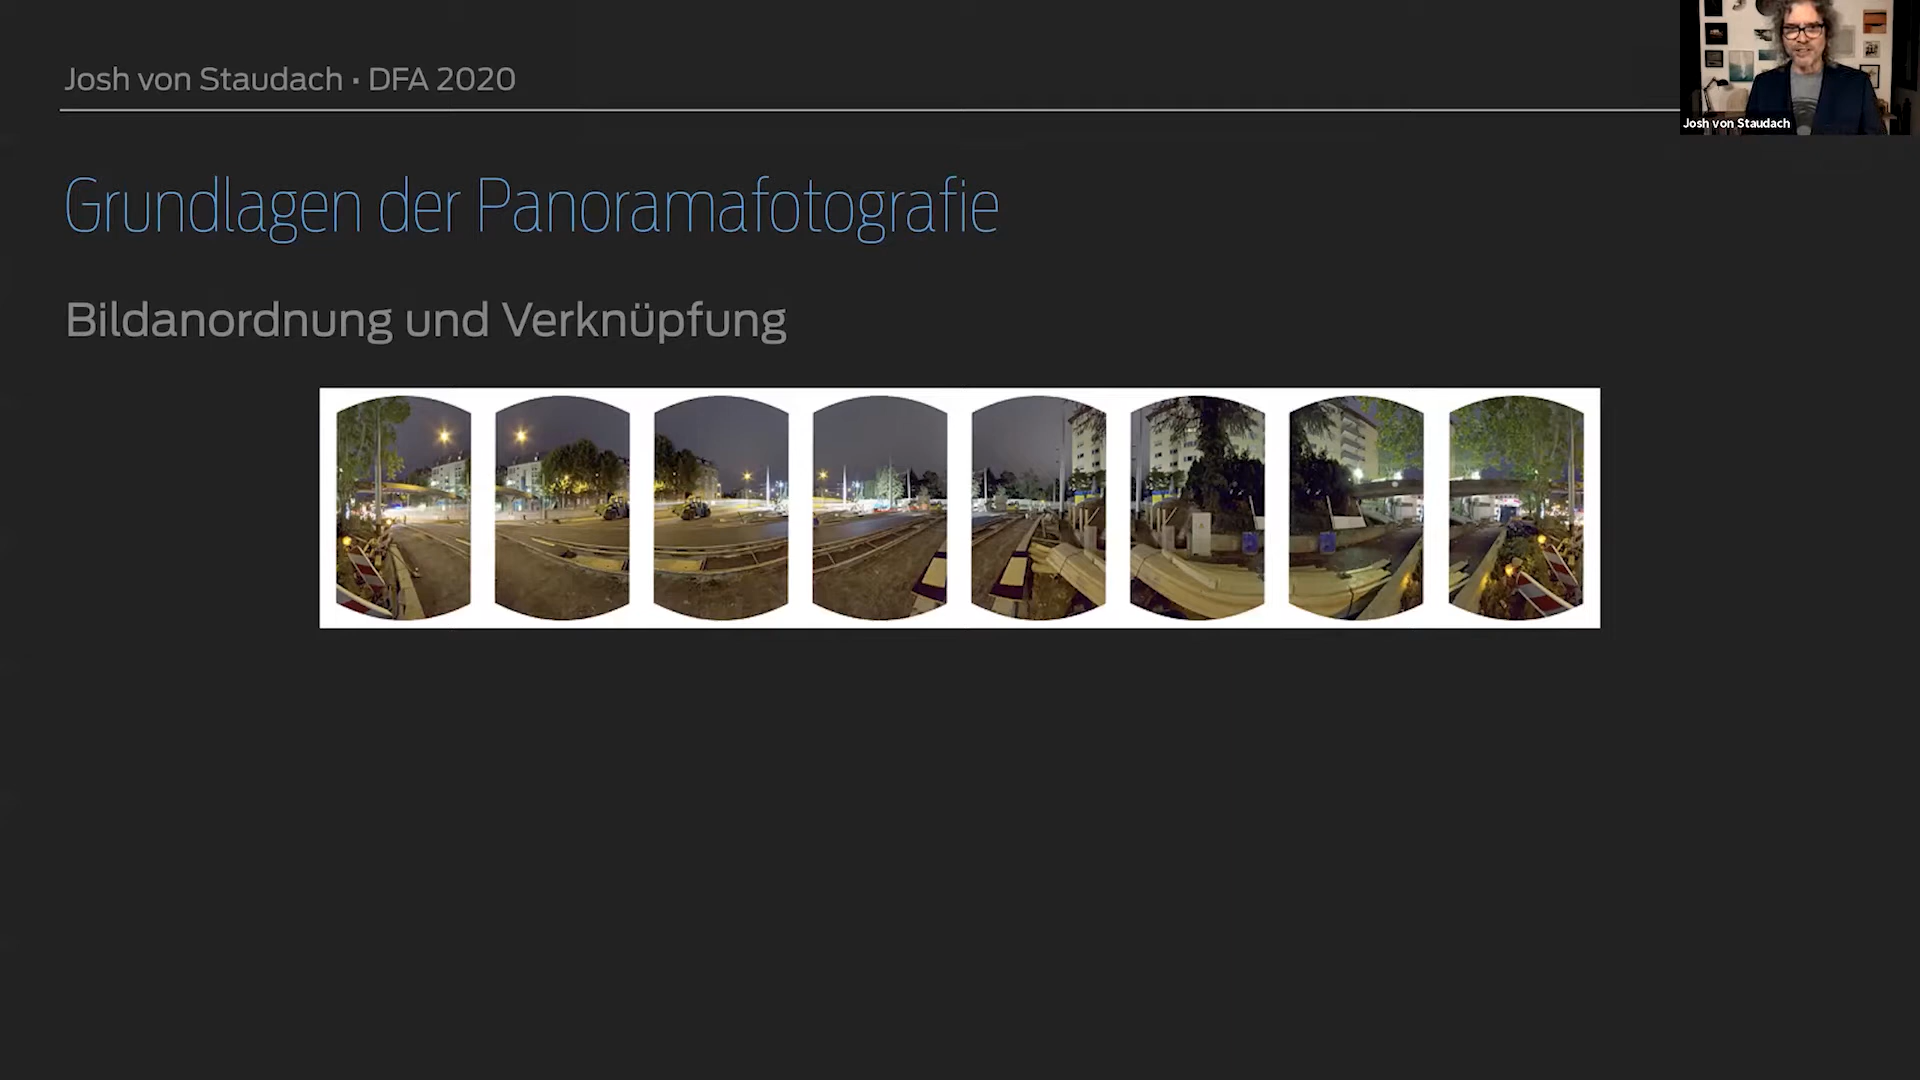 Josh von Staudach · DFA 2020
Josh von Staudach
Grundlagen der Panoramafotografie
Bildanordnung und Verknüpfung